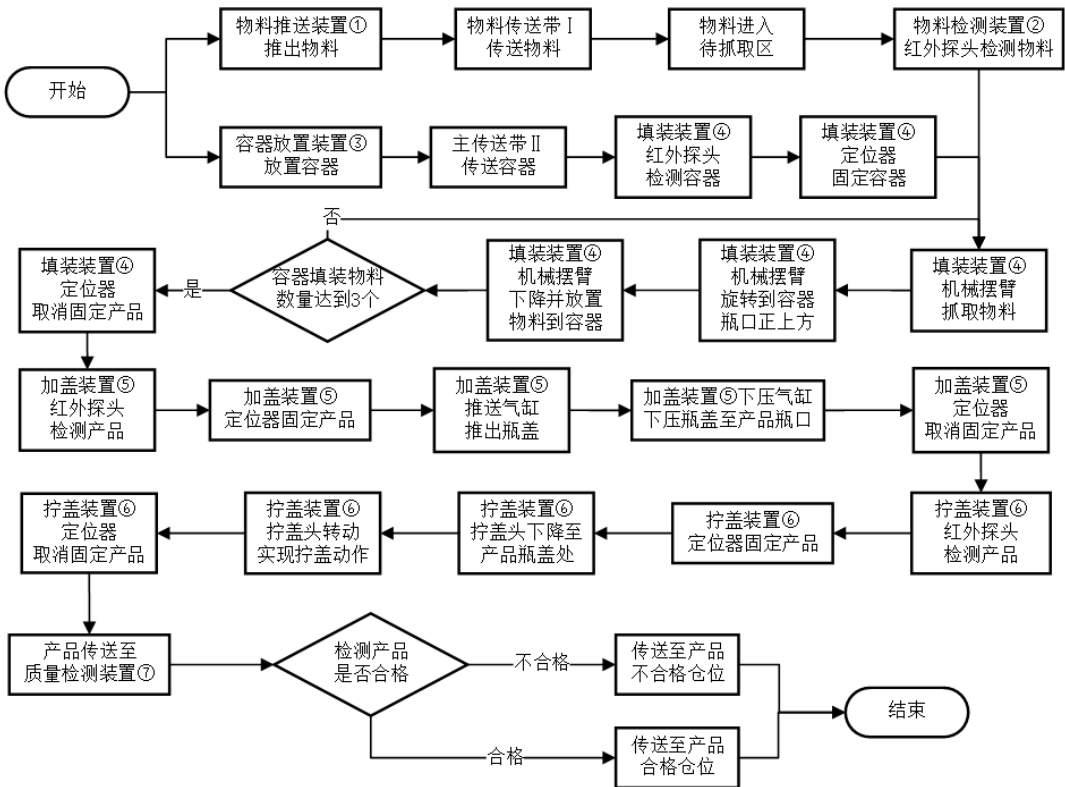 物料推送装置①
推出物料
物料传送带Ⅰ
传送物料
物料进入
待抓取区
物料检测装置②
红外探头检测物料
开始
容器放置装置③
放置容器
主传送带Ⅱ
传送容器
填装装置④
红外探头
检测容器
填装装置④
定位器
固定容器
否
填装装置④
定位器
取消固定产品
是
容器填装物料
数量达到3个
填装装置④
机械摆臂
下降并放置
物料到容器
填装装置④
机械摆臂
旋转到容器
瓶口正上方
填装装置④
机械摆臂
抓取物料
加盖装置⑤
红外探头
检测产品
加盖装置⑤
定位器固定产品
加盖装置⑤
推送气缸
推出瓶盖
加盖装置⑤下压气缸
下压瓶盖至产品瓶口
加盖装置⑤
定位器
取消固定产品
拧盖装置⑥
定位器
取消固定产品
拧盖装置⑥
拧盖头转动
实现拧盖动作
拧盖装置⑥
拧盖头下降至
产品瓶盖处
拧盖装置⑥
定位器固定产品
拧盖装置⑥
红外探头
检测产品
产品传送至
质量检测装置⑦
检测产品
是否合格
不合格
传送至产品
不合格仓位
结束
合格
传送至产品
合格仓位